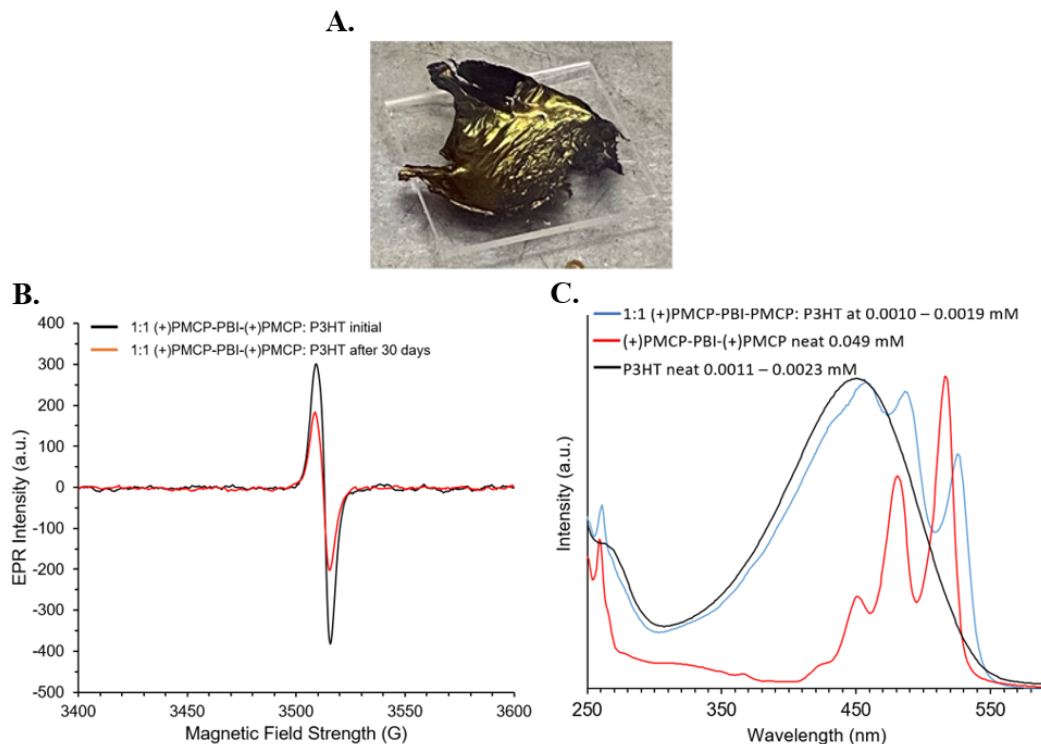 A.
B.
400
300
200
100
0
-100
-200
-300
-400
-500
3400
3450
3500
3550
3600
EPR Intensity (a.u.)
Magnetic Field Strength (G)
1:1 (+)PMCP-PBI-(+)PMCP: P3HT initial
1:1 (+)PMCP-PBI-(+)PMCP: P3HT after 30 days
C.
1:1 (+)PMCP-PBI-PMCP: P3HT at 0.0010 – 0.0019 mM
(+)PMCP-PBI-(+)PMCP neat 0.049 mM
P3HT neat 0.0011 – 0.0023 mM
Intensity (a.u.)
250
350
450
550
Wavelength (nm)